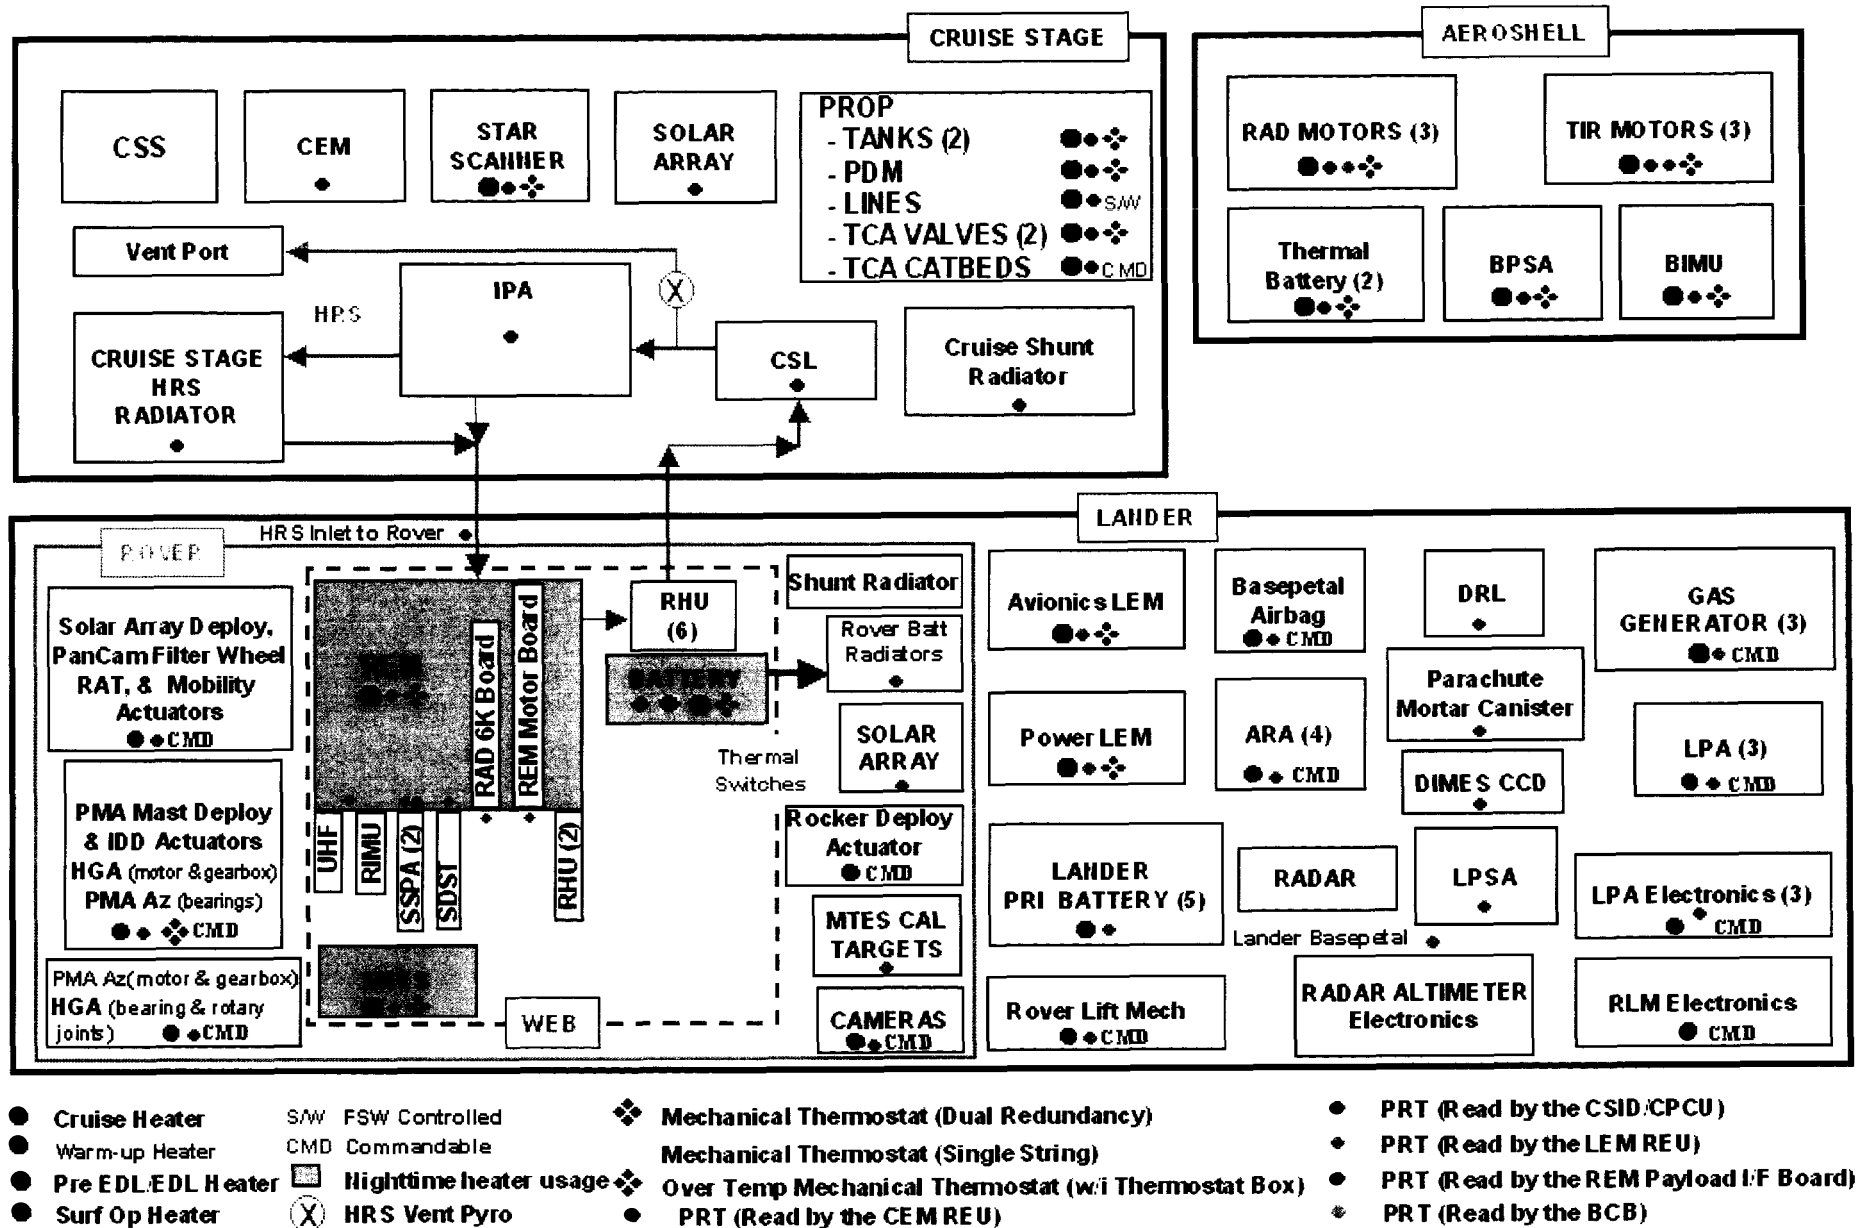 CRUISE STAGE
CSS
CEM
STAR
SCANNER
SOLAR
ARRAY
PROP
- TANKS (2)
- PDM
- LINES S/W
- TCA VALVES (2)
- TCA CATBEDS CMD
Vent Port
IPA
X
HRS
CRUISE STAGE
HRS
RADIATOR
CSL
Cruise Shunt
Radiator
AEROSHELL
RAD MOTORS (3)
TIR MOTORS (3)
Thermal
Battery (2)
BPSA
BIMU
LANDER
HRS Inlet to Rover
ROVER
Solar Array Deploy,
PanCam Filter Wheel
RAT, & Mobility
Actuators
CMD
PMA Mast Deploy
& IDD Actuators
HGA (motor & gearbox)
PMA Az (bearings)
CMD
PMA Az(motor & gearbox)
HGA (bearing & rotary
joints) CMD
REM
RAD 6K Board
REM Motor Board
UHF
RIMU
SSPA (2)
SDST
RHU (2)
WEB
RHU
(6)
BATTERY
Thermal
Switches
Shunt Radiator
Rover Batt
Radiators
SOLAR
ARRAY
Rocker Deploy
Actuator
CMD
MTES CAL
TARGETS
CAMERAS
CMD
Avionics LEM
Power LEM
LANDER
PRI BATTERY (5)
Rover Lift Mech
CMD
Basepetal
Airbag
CMD
ARA (4)
CMD
RADAR
Lander Basepetal
RADAR ALTIMETER
Electronics
DRL
Parachute
Mortar Canister
DIMES CCD
LPSA
GAS
GENERATOR (3)
CMD
LPA (3)
CMD
LPA Electronics (3)
CMD
RLM Electronics
CMD
Cruise Heater
Warm-up Heater
Pre EDL/EDL Heater
Surf Op Heater
S/W FSW Controlled
CMD Commandable
Nighttime heater usage
X HRS Vent Pyro
Mechanical Thermostat (Dual Redundancy)
Mechanical Thermostat (Single String)
Over Temp Mechanical Thermostat (w/i Thermostat Box)
PRT (Read by the CEM REU)
PRT (Read by the CSID/CPCU)
PRT (Read by the LEM REU)
PRT (Read by the REM Payload I/F Board)
PRT (Read by the BCB)